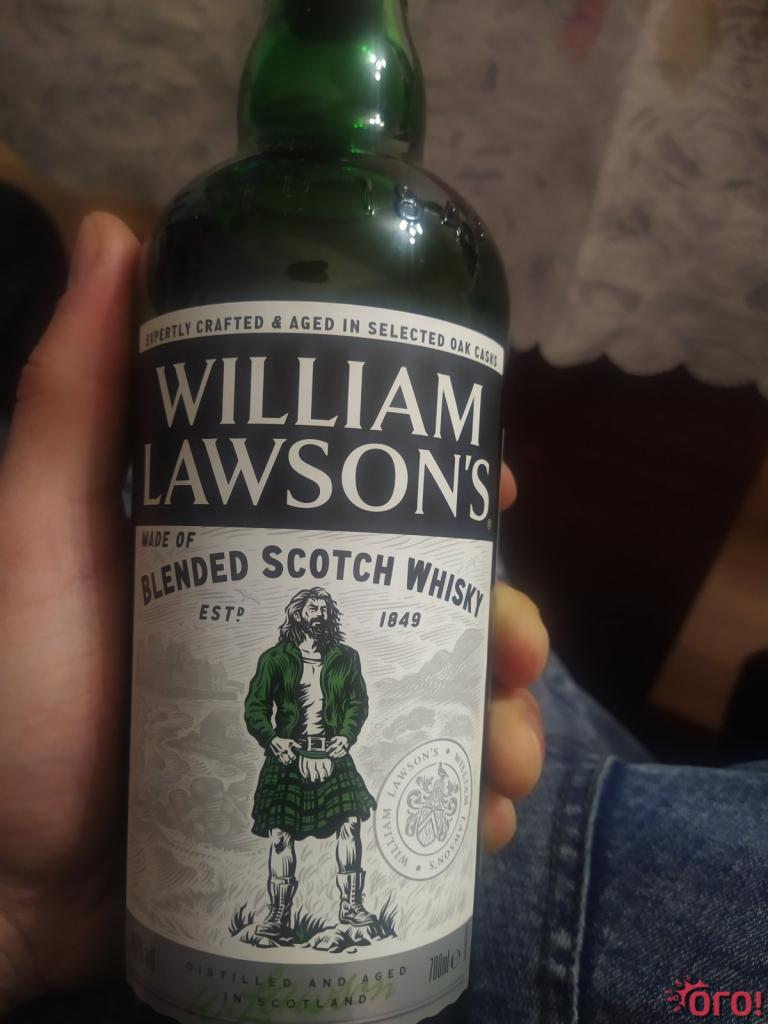 EXPERTLY CRAFTED & AGED IN SELECTED OAK CASKS
WILLIAM
LAWSON'S
MADE OF
BLENDED SCOTCH WHISKY
ESTD 1849
WILLIAM LAWSON'S • WILLIAM LAWSON'S •
DISTILLED AND AGED
IN SCOTLAND
700ml e
ОГО!